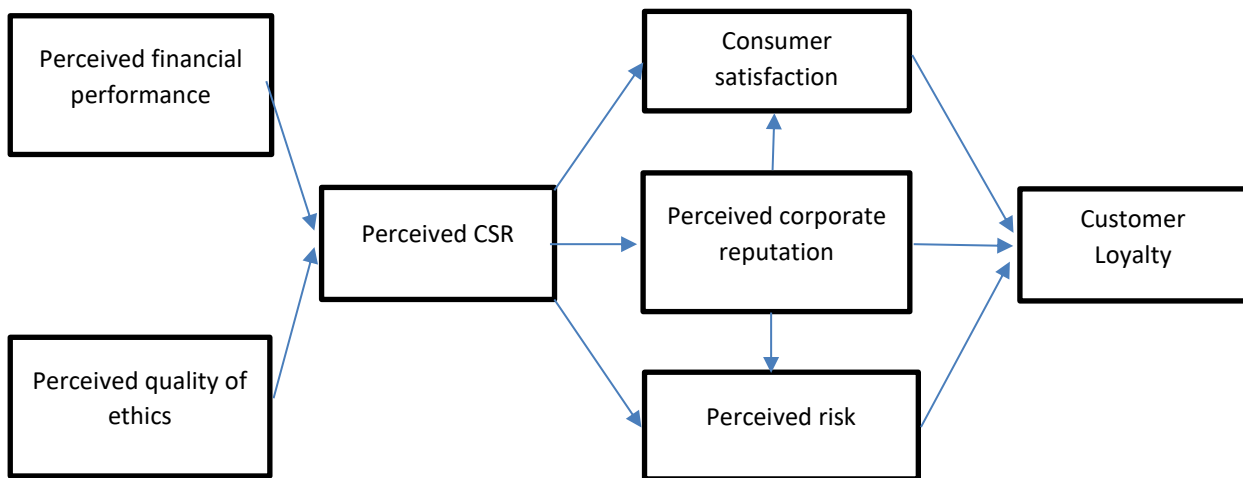 Perceived financial
performance
Perceived quality of
ethics
Perceived CSR
Consumer
satisfaction
Perceived corporate
reputation
Perceived risk
Customer
Loyalty